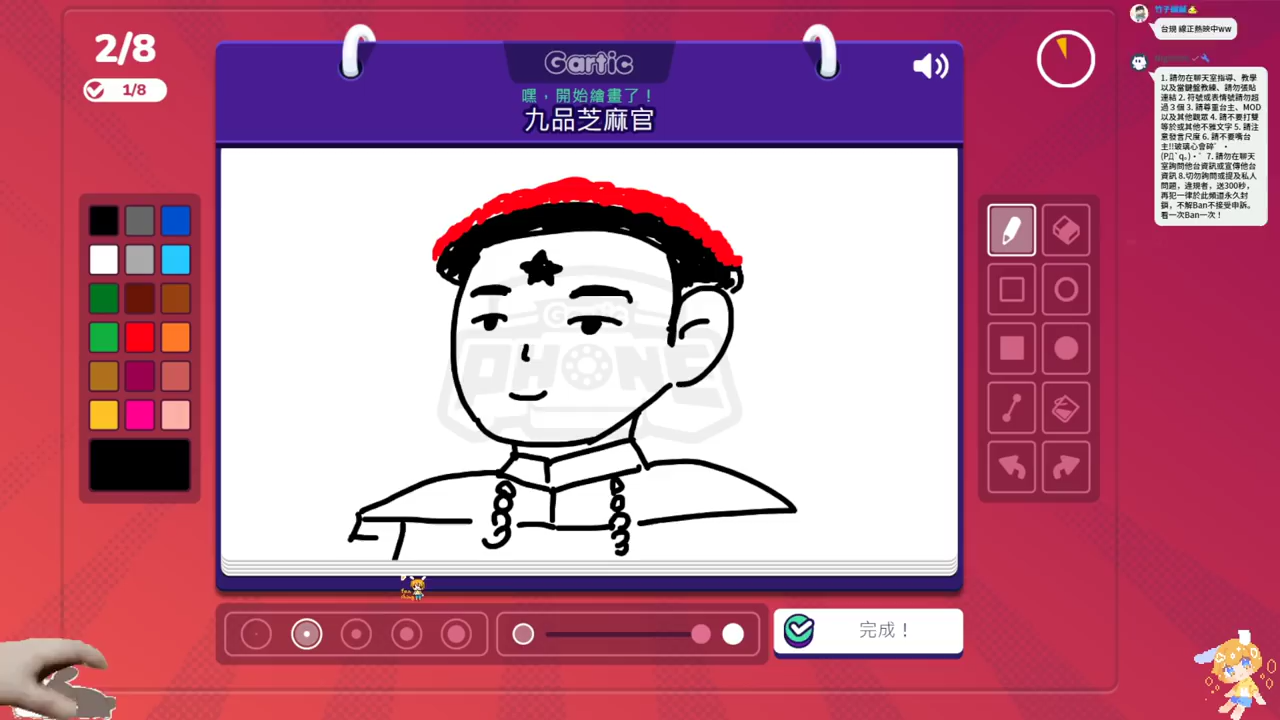 2/8
1/8
Gartic
嘿，開始繪畫了！
九品芝麻官
Gartic
PHONE
完成！
台規 線正熱映中ww
1. 請勿在聊天室指導、教學
以及當鍵盤教練、請勿張貼
連結 2. 符號或表情號請勿超
過 3 個 3. 請尊重台主、MOD
以及其他觀眾 4. 請不要打雙
等於或其他不雅文字 5. 請注
意發言尺度 6. 請不要嘴台
主!!玻璃心會碎゜・
(PД`q。)・゜7. 請勿在聊天
室詢問他台資訊或宣傳他台
資訊 8.切勿詢問或提及私人
問題，違規者，送300秒，
再犯一律於此頻道永久封
鎖，不解Ban不接受申訴。
看一次Ban一次！